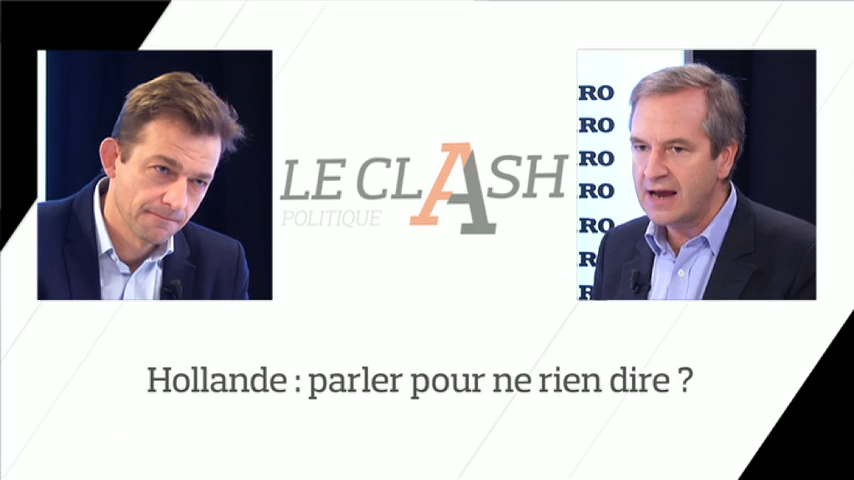 LE CLASH
POLITIQUE
RO
RO
RO
RO
RO
R
R
Hollande : parler pour ne rien dire ?